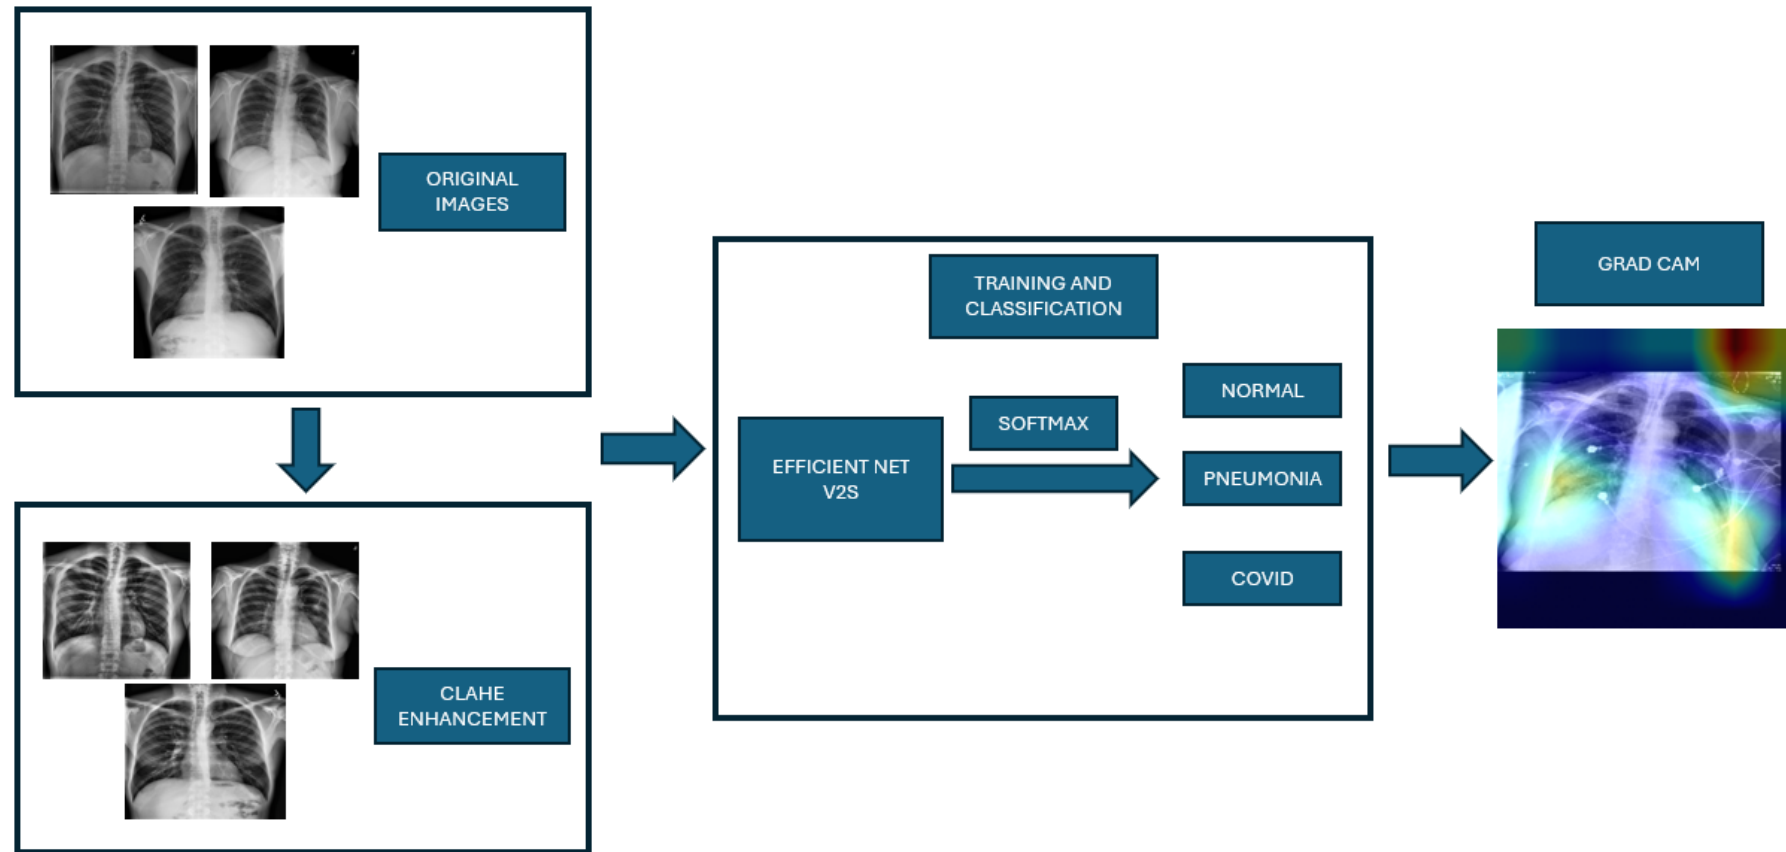 ORIGINAL
IMAGES
CLAHE
ENHANCEMENT
TRAINING AND
CLASSIFICATION
EFFICIENT NET
V2S
SOFTMAX
NORMAL
PNEUMONIA
COVID
GRAD CAM